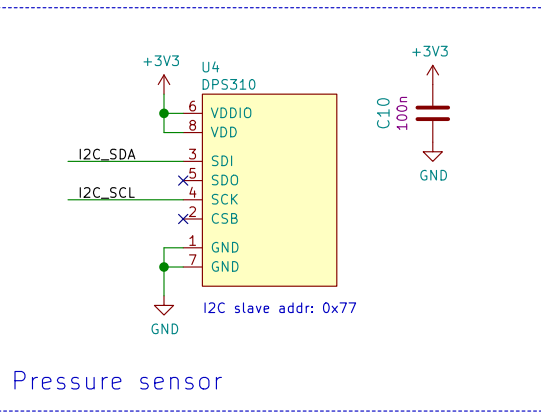 +3V3
U4
DPS310
6 VDDIO
8 VDD
I2C_SDA 3 SDI
5 SDO
I2C_SCL 4 SCK
2 CSB
1 GND
7 GND
GND
I2C slave addr: 0x77
+3V3
C10
100n
GND
Pressure sensor